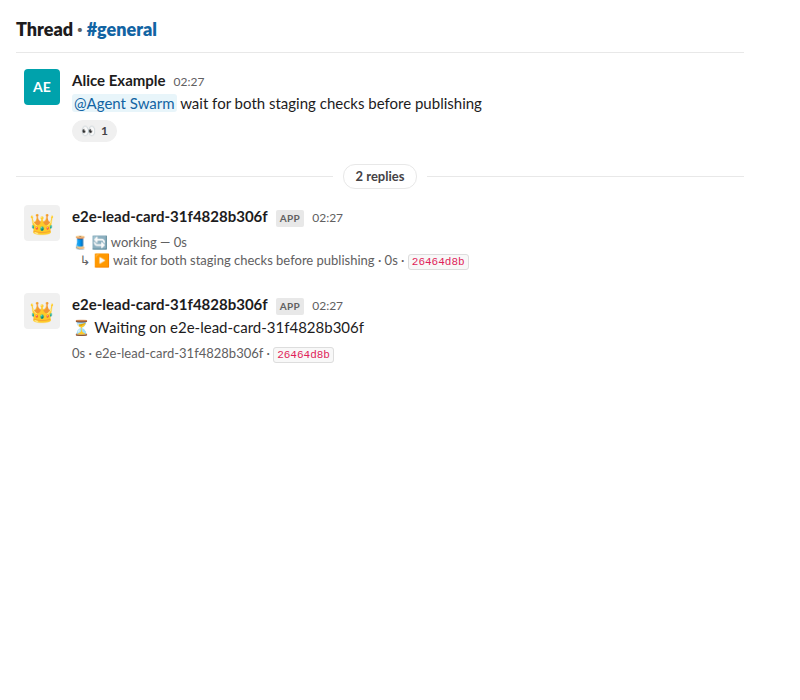 Thread • #general
AE
Alice Example 02:27
@Agent Swarm wait for both staging checks before publishing
👀 1
2 replies
e2e-lead-card-31f4828b306f APP 02:27
🧵 🔄 working — 0s
↳ ▶️ wait for both staging checks before publishing · 0s · 26464d8b
e2e-lead-card-31f4828b306f APP 02:27
⏳ Waiting on e2e-lead-card-31f4828b306f
0s · e2e-lead-card-31f4828b306f · 26464d8b